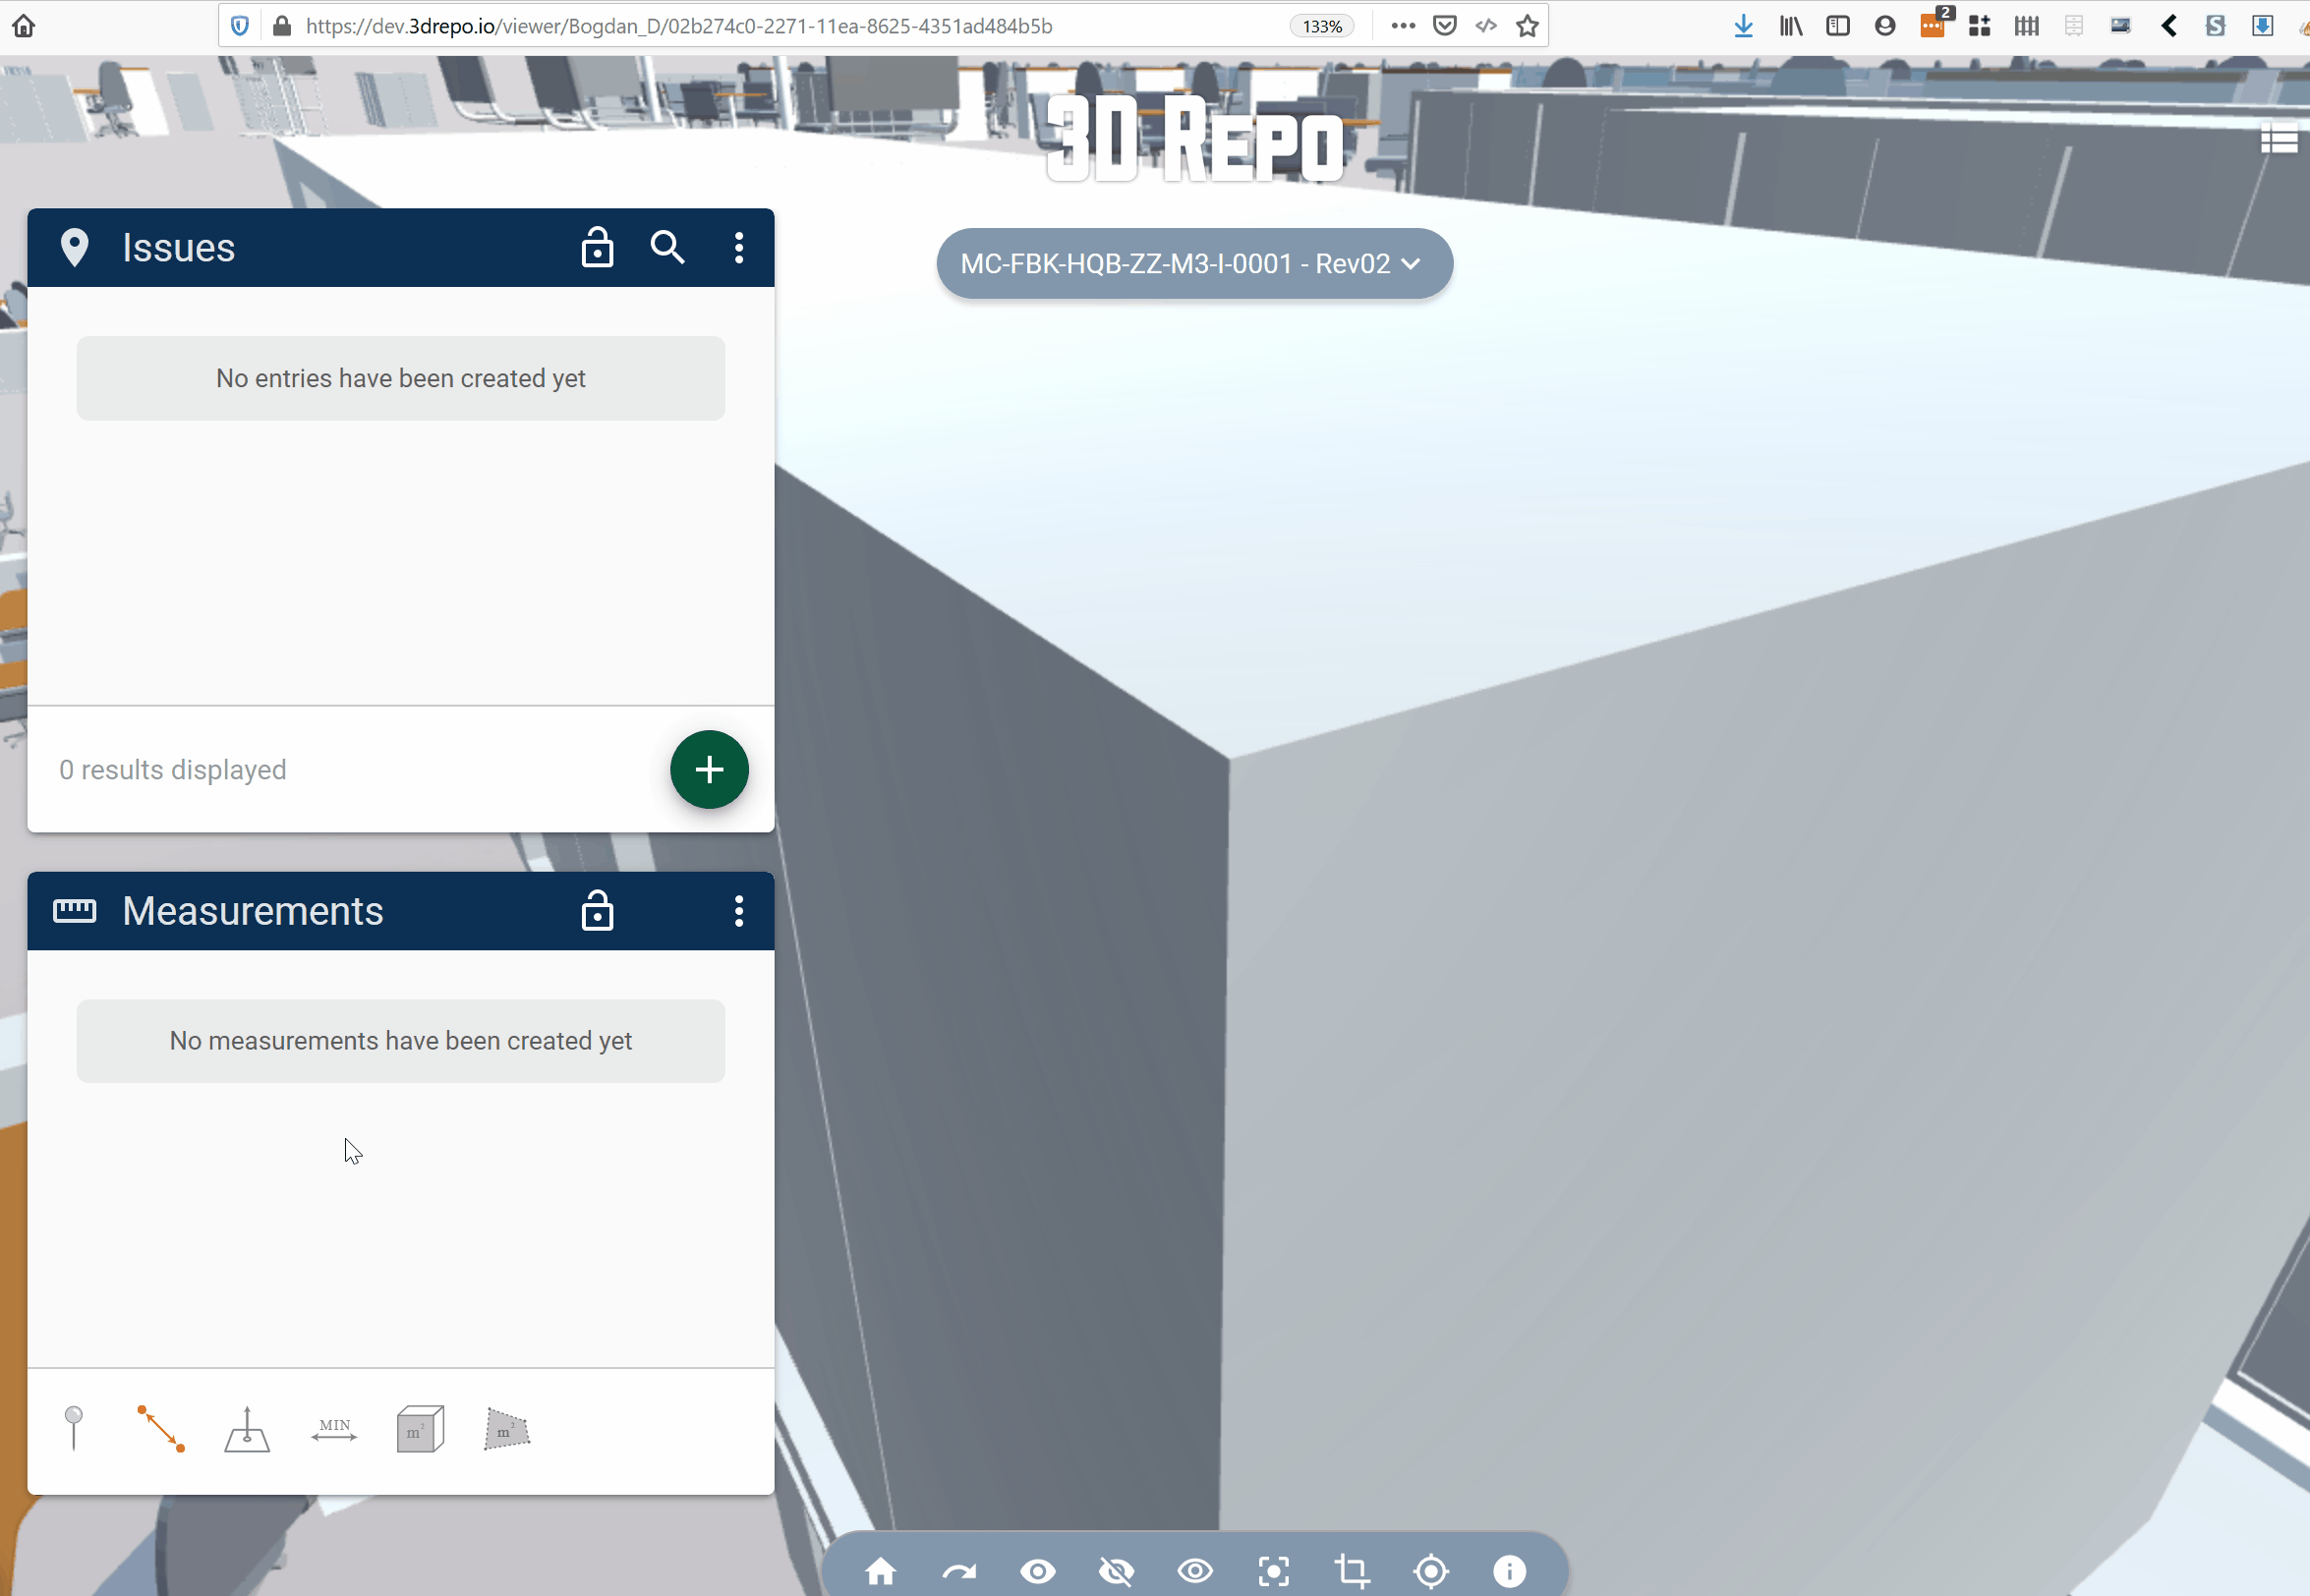 https://dev.3drepo.io/viewer/Bogdan_D/02b274c0-2271-11ea-8625-4351ad484b5b
133%
2
3D REPO
MC-FBK-HQB-ZZ-M3-I-0001 - Rev02
Issues
No entries have been created yet
0 results displayed
Measurements
No measurements have been created yet
MIN
m²
m²